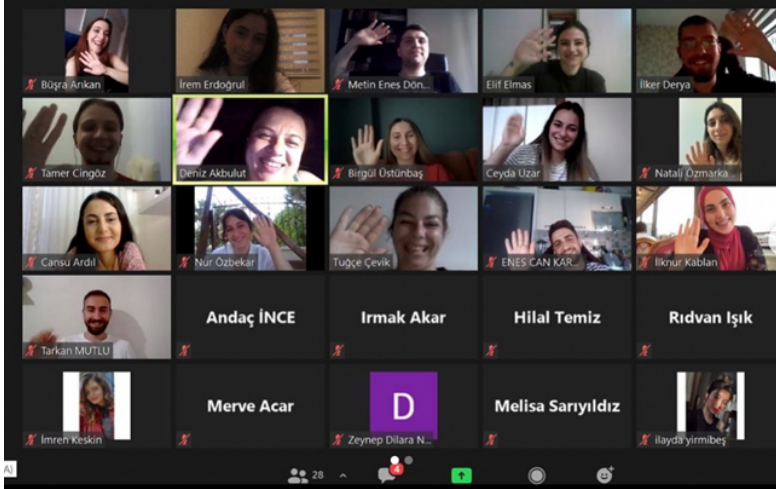 Büşra Arıkan
İrem Erdoğrul
Metin Enes Dön...
Elif Elmas
İlker Derya
Tamer Cingöz
Deniz Akbulut
Birgül Üstünbaş
Ceyda Uzar
Natali Özmarka
Cansu Ardıl
Nur Özbekar
Tuğçe Çevik
ENES CAN KAR...
İlknur Kablan
Tarkan MUTLU
Andaç İNCE
Irmak Akar
Hilal Temiz
Rıdvan Işık
İmren Keskin
Merve Acar
D
Zeynep Dilara N...
Melisa Sarıyıldız
ilayda yirmibeş
A)
28
4